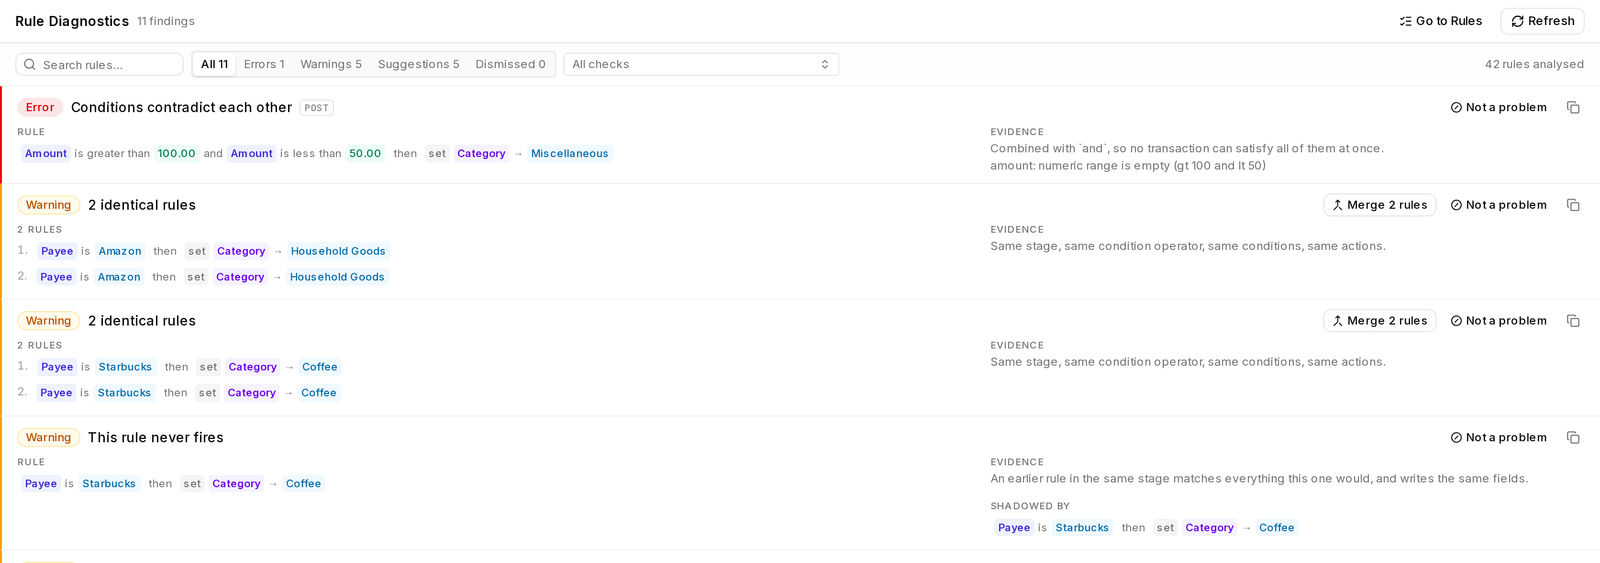 Rule Diagnostics 11 findings Go to Rules Refresh
Search rules... All 11 Errors 1 Warnings 5 Suggestions 5 Dismissed 0 All checks 42 rules analysed
Error Conditions contradict each other POST Not a problem
RULE
Amount is greater than 100.00 and Amount is less than 50.00 then set Category → Miscellaneous
EVIDENCE
Combined with `and`, so no transaction can satisfy all of them at once.
amount: numeric range is empty (gt 100 and lt 50)
Warning 2 identical rules Merge 2 rules Not a problem
2 RULES
1. Payee is Amazon then set Category → Household Goods
2. Payee is Amazon then set Category → Household Goods
EVIDENCE
Same stage, same condition operator, same conditions, same actions.
Warning 2 identical rules Merge 2 rules Not a problem
2 RULES
1. Payee is Starbucks then set Category → Coffee
2. Payee is Starbucks then set Category → Coffee
EVIDENCE
Same stage, same condition operator, same conditions, same actions.
Warning This rule never fires Not a problem
RULE
Payee is Starbucks then set Category → Coffee
EVIDENCE
An earlier rule in the same stage matches everything this one would, and writes the same fields.
SHADOWED BY
Payee is Starbucks then set Category → Coffee